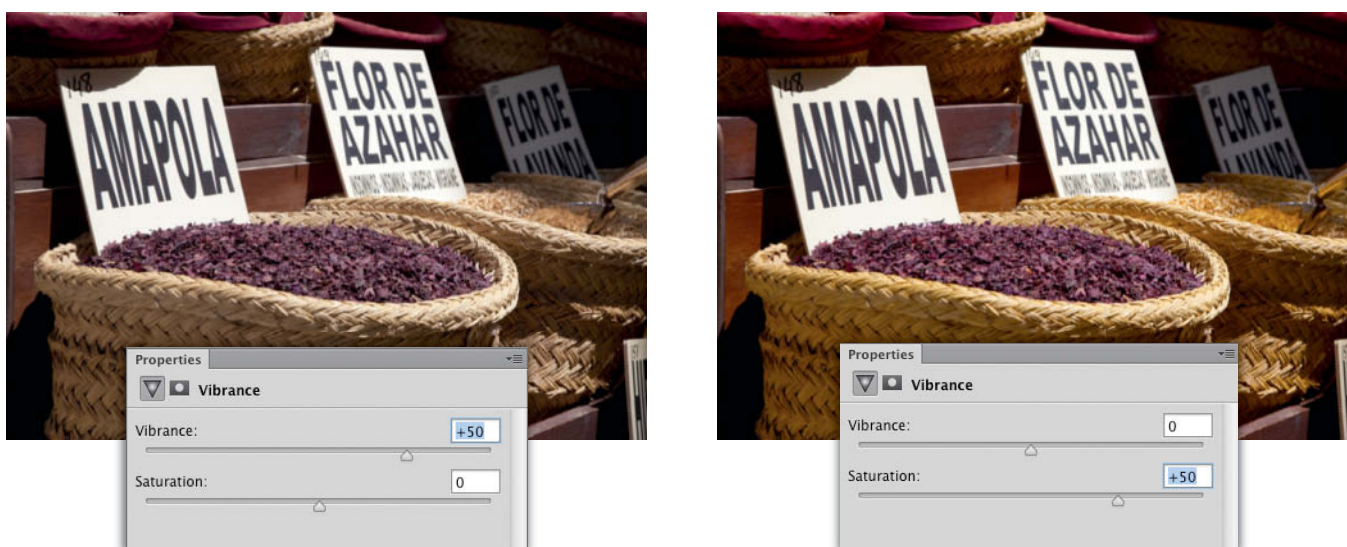 148
AMAPOLA
FLOR DE
AZAHAR
FLOR DE
LAVANDA
Properties
Vibrance
Vibrance:
+50
Saturation:
0
148
AMAPOLA
FLOR DE
AZAHAR
FLOR DE
LAVANDA
Properties
Vibrance
Vibrance:
0
Saturation:
+50